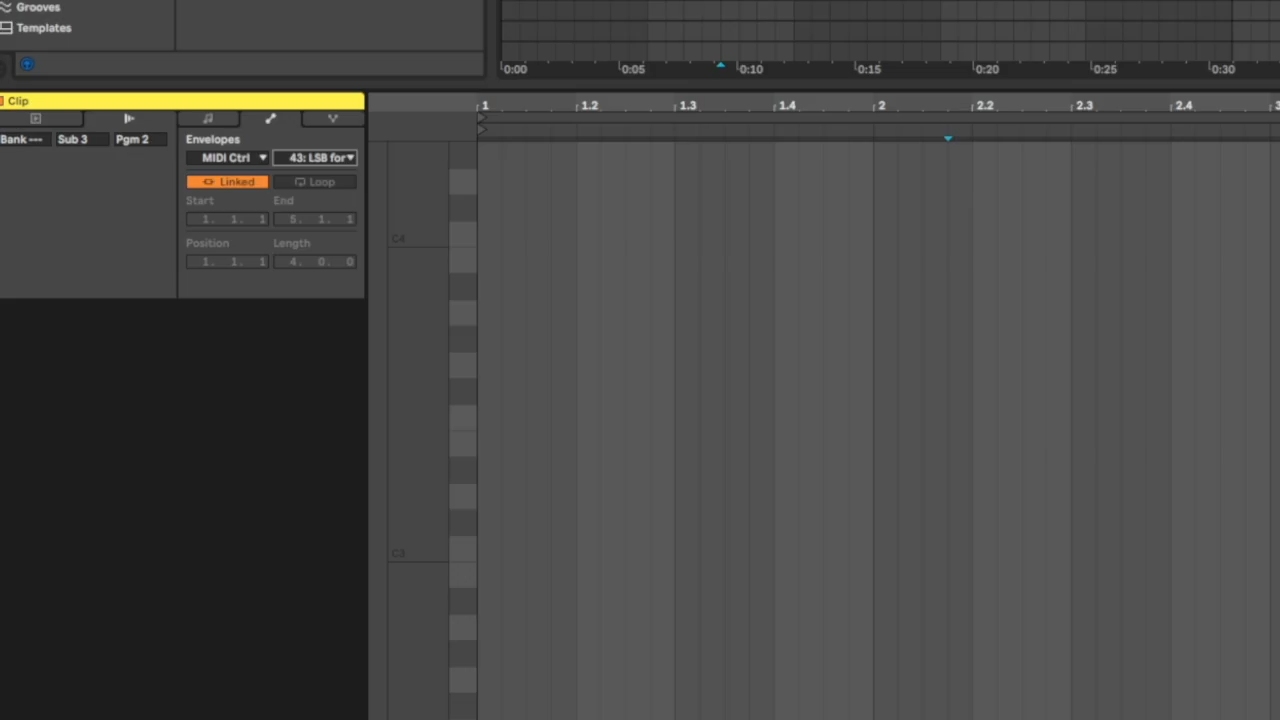 Grooves
Templates
0:00 0:05 0:10 0:15 0:20 0:25 0:30
Clip
1 1.2 1.3 1.4 2 2.2 2.3 2.4 3
Bank --- Sub 3 Pgm 2
Envelopes
MIDI Ctrl 43: LSB for
Linked Loop
Start End
1. 1. 1 5. 1. 1
Position Length
1. 1. 1 4. 0. 0
C4
C3